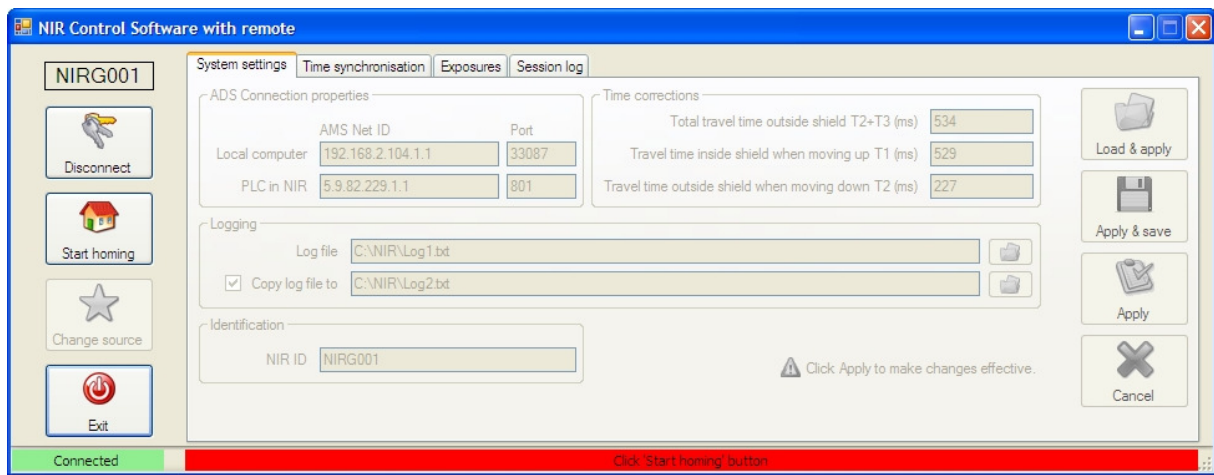 NIR Control Software with remote
NIRG001
Disconnect
Start homing
Change source
Exit
System settings
Time synchronisation
Exposures
Session log
ADS Connection properties
AMS Net ID
Port
Local computer
192.168.2.104.1.1
33087
PLC in NIR
5.9.82.229.1.1
801
Time corrections
Total travel time outside shield T2+T3 (ms)
534
Travel time inside shield when moving up T1 (ms)
529
Travel time outside shield when moving down T2 (ms)
227
Logging
Log file
C:\NIR\Log1.txt
Copy log file to
C:\NIR\Log2.txt
Identification
NIR ID
NIRG001
Click Apply to make changes effective.
Load & apply
Apply & save
Apply
Cancel
Connected
Click 'Start homing' button